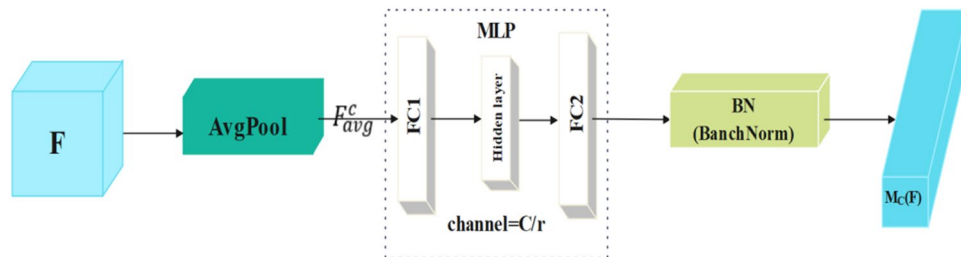 MLP
F
AvgPool
F^c_avg
FC1
Hidden layer
FC2
BN
(BanchNorm)
M_C(F)
channel=C/r